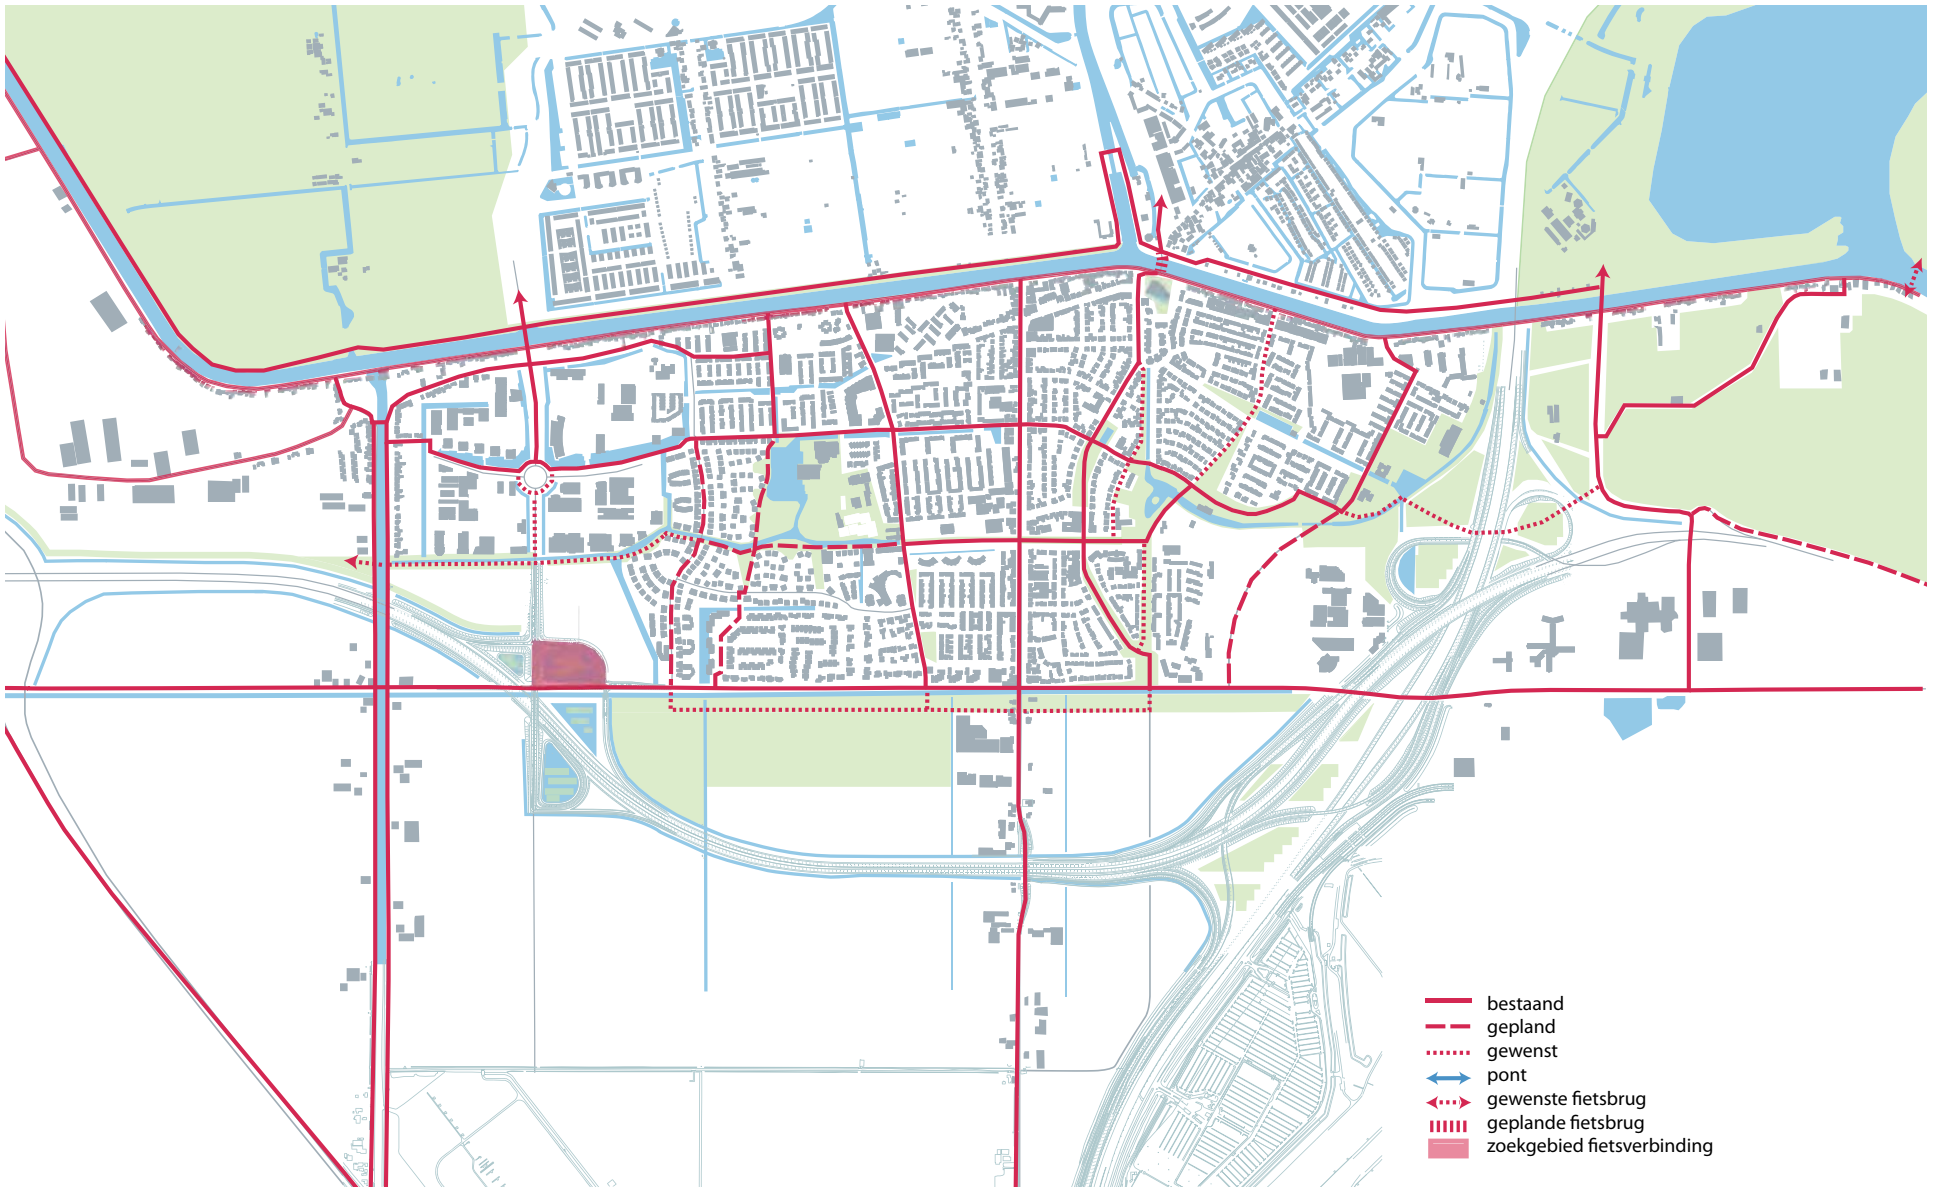 bestaand
gepland
gewenst
pont
gewenste fietsbrug
geplande fietsbrug
zoekgebied fietsverbinding